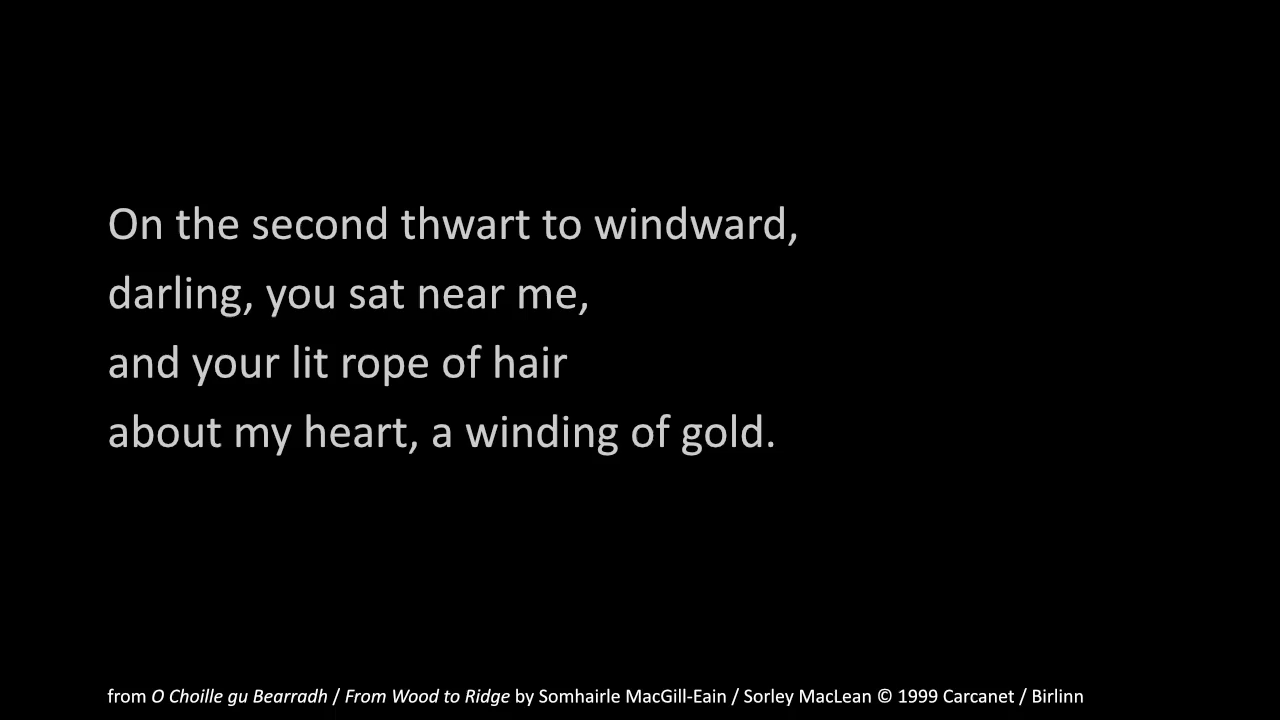 On the second thwart to windward,
darling, you sat near me,
and your lit rope of hair
about my heart, a winding of gold.
from O Choille gu Bearradh / From Wood to Ridge by Somhairle MacGill-Eain / Sorley MacLean © 1999 Carcanet / Birlinn